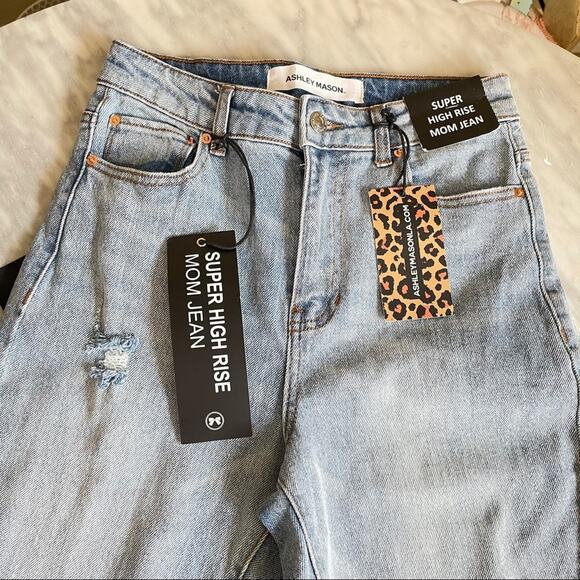 ASHLEY MASON
SUPER
HIGH RISE
MOM JEAN
ASHLEYMASONLA.COM
SUPER HIGH RISE
MOM JEAN